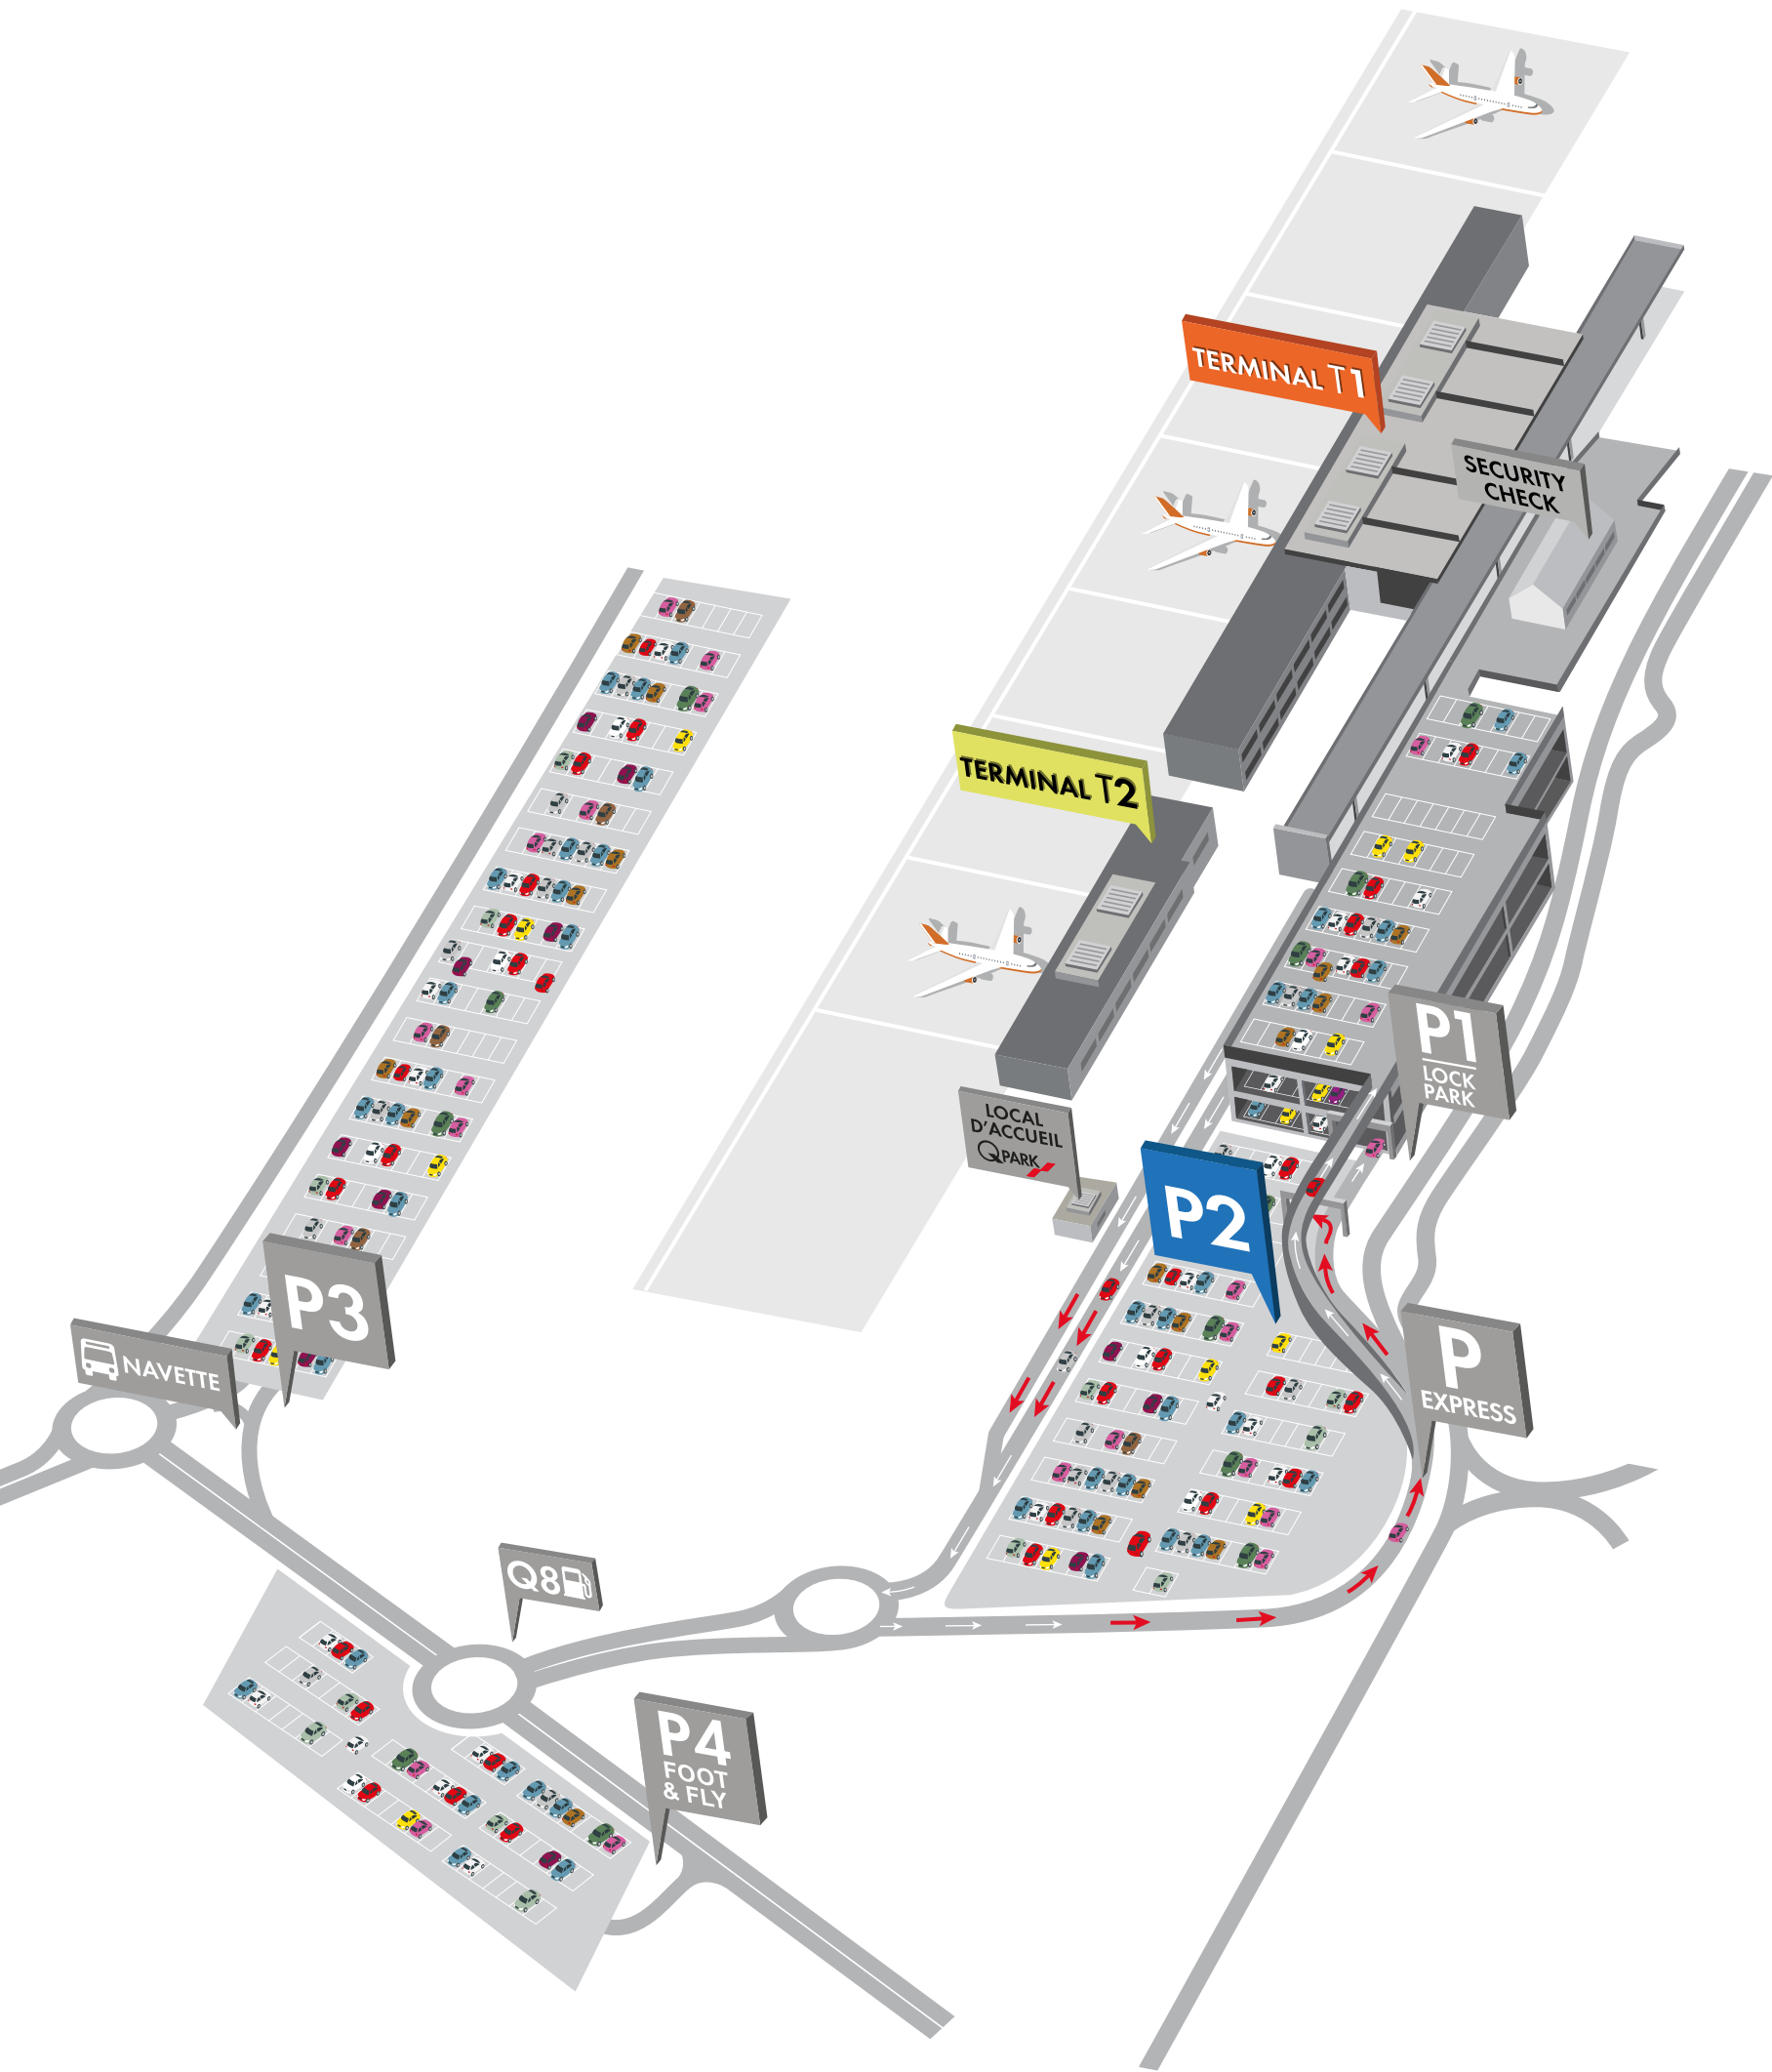 TERMINAL T1
SECURITY
CHECK
TERMINAL T2
P1
LOCK
PARK
LOCAL
D'ACCUEIL
Q PARK
P2
P3
NAVETTE
P
EXPRESS
Q8
P4
FOOT
& FLY